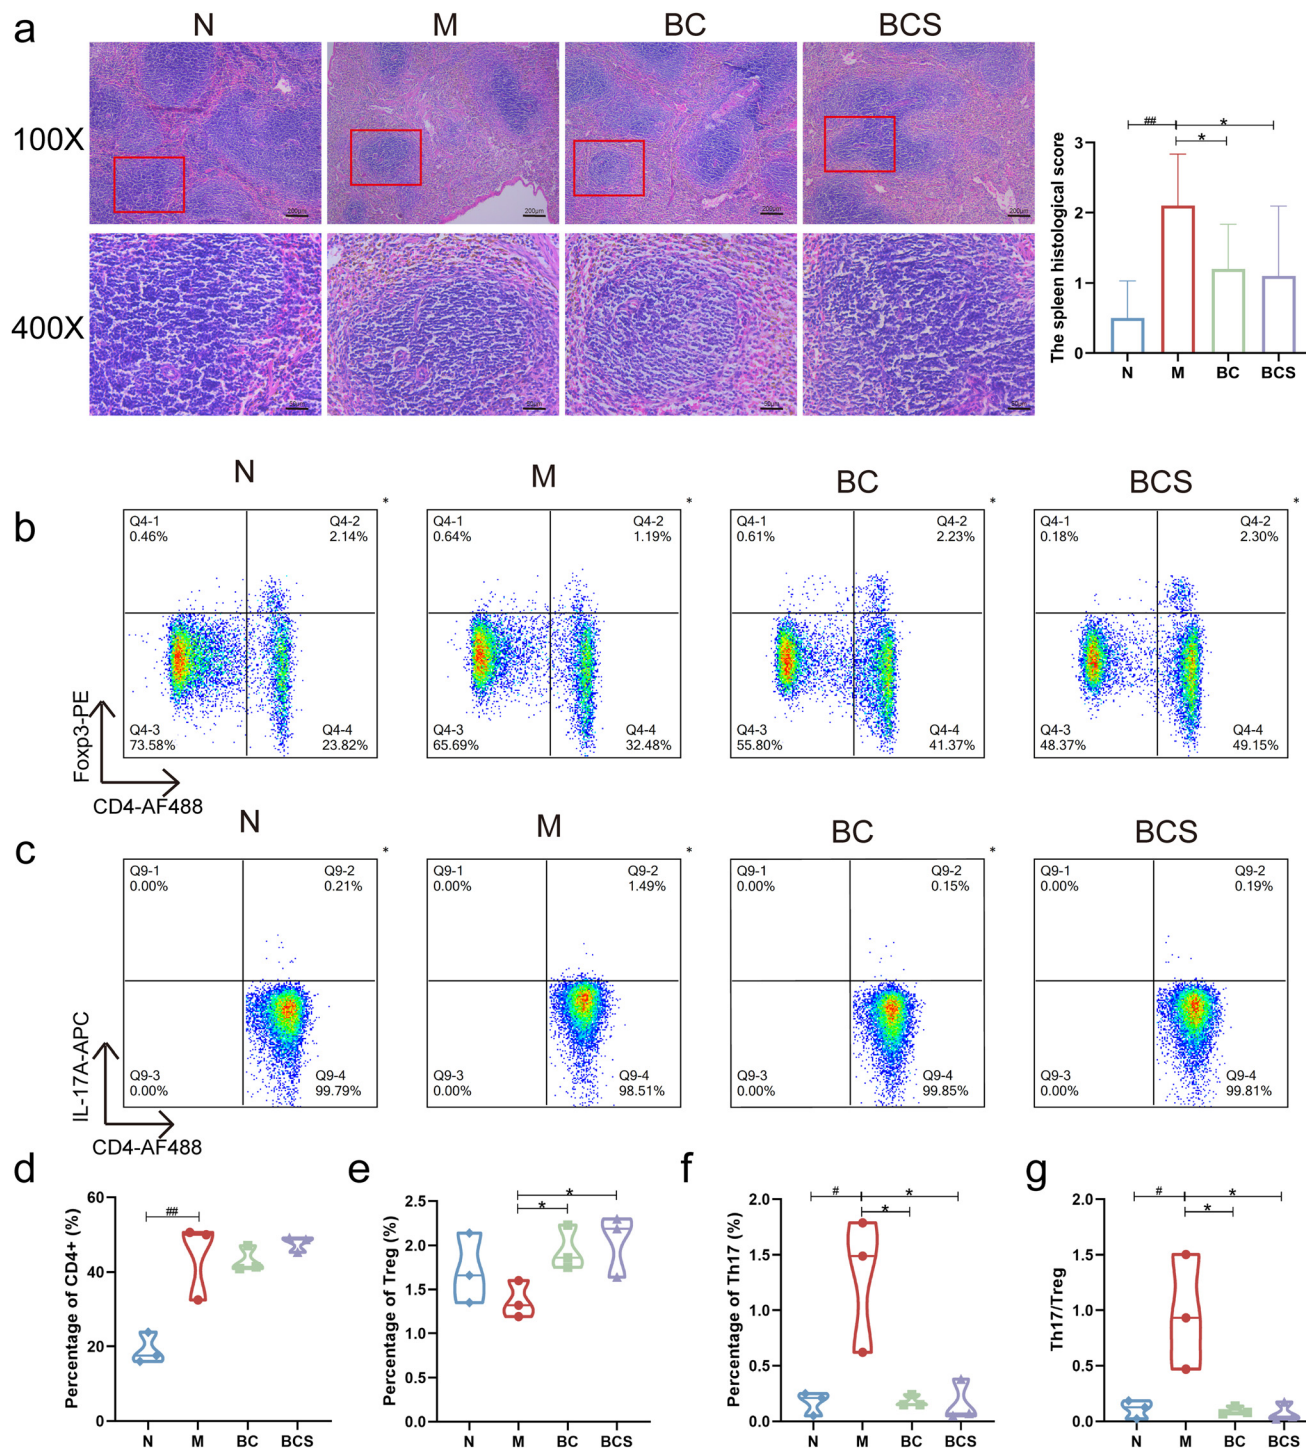 a
N M BC BCS
100X
200μm 200μm 200μm 200μm
400X
50μm 50μm 50μm 50μm
The spleen histological score
## *
*
3
2
1
0
N M BC BCS
b
N M BC BCS
* * * *
Q4-1 Q4-2 Q4-1 Q4-2 Q4-1 Q4-2 Q4-1 Q4-2
0.46% 2.14% 0.64% 1.19% 0.61% 2.23% 0.18% 2.30%
Q4-3 Q4-4 Q4-3 Q4-4 Q4-3 Q4-4 Q4-3 Q4-4
73.58% 23.82% 65.69% 32.48% 55.80% 41.37% 48.37% 49.15%
Foxp3-PE
CD4-AF488
c
N M BC BCS
* * *
Q9-1 Q9-2 Q9-1 Q9-2 Q9-1 Q9-2 Q9-1 Q9-2
0.00% 0.21% 0.00% 1.49% 0.00% 0.15% 0.00% 0.19%
Q9-3 Q9-4 Q9-3 Q9-4 Q9-3 Q9-4 Q9-3 Q9-4
0.00% 99.79% 0.00% 98.51% 0.00% 99.85% 0.00% 99.81%
IL-17A-APC
CD4-AF488
d
Percentage of CD4+ (%)
##
60
40
20
0
N M BC BCS
e
Percentage of Treg (%)
*
*
2.5
2.0
1.5
1.0
0.5
0.0
N M BC BCS
f
Percentage of Th17 (%)
# *
*
2.0
1.5
1.0
0.5
0.0
N M BC BCS
g
Th17/Treg
# *
*
2.0
1.5
1.0
0.5
0.0
N M BC BCS